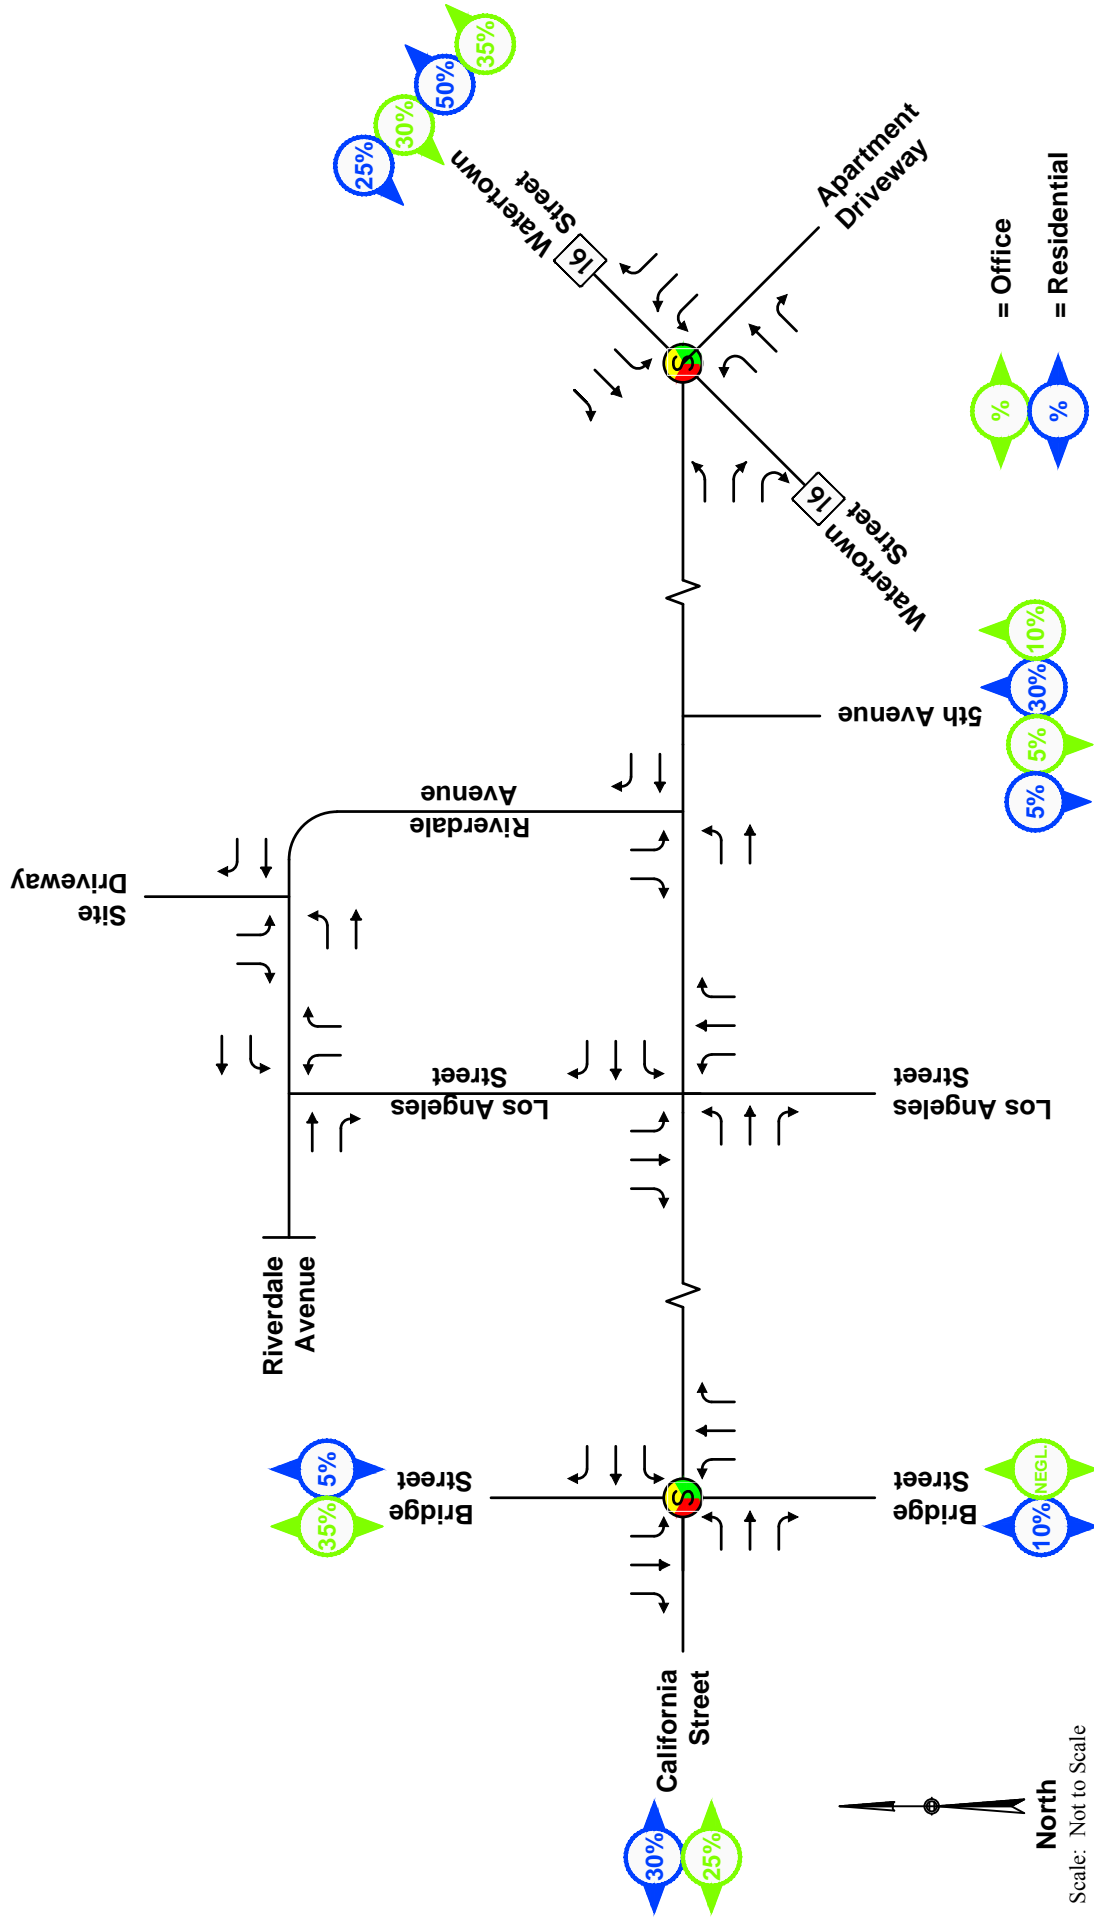 Site
Driveway
Riverdale
Avenue
35%
5%
25%
30%
50%
35%
Watertown
Street
16
Bridge
Street
Los Angeles
Street
Riverdale
Avenue
California
Street
30%
25%
S
S
Apartment
Driveway
16
Watertown
Street
Bridge
Street
Los Angeles
Street
5th Avenue
10%
NEGL.
5%
5%
30%
10%
% = Office
% = Residential
North
Scale: Not to Scale